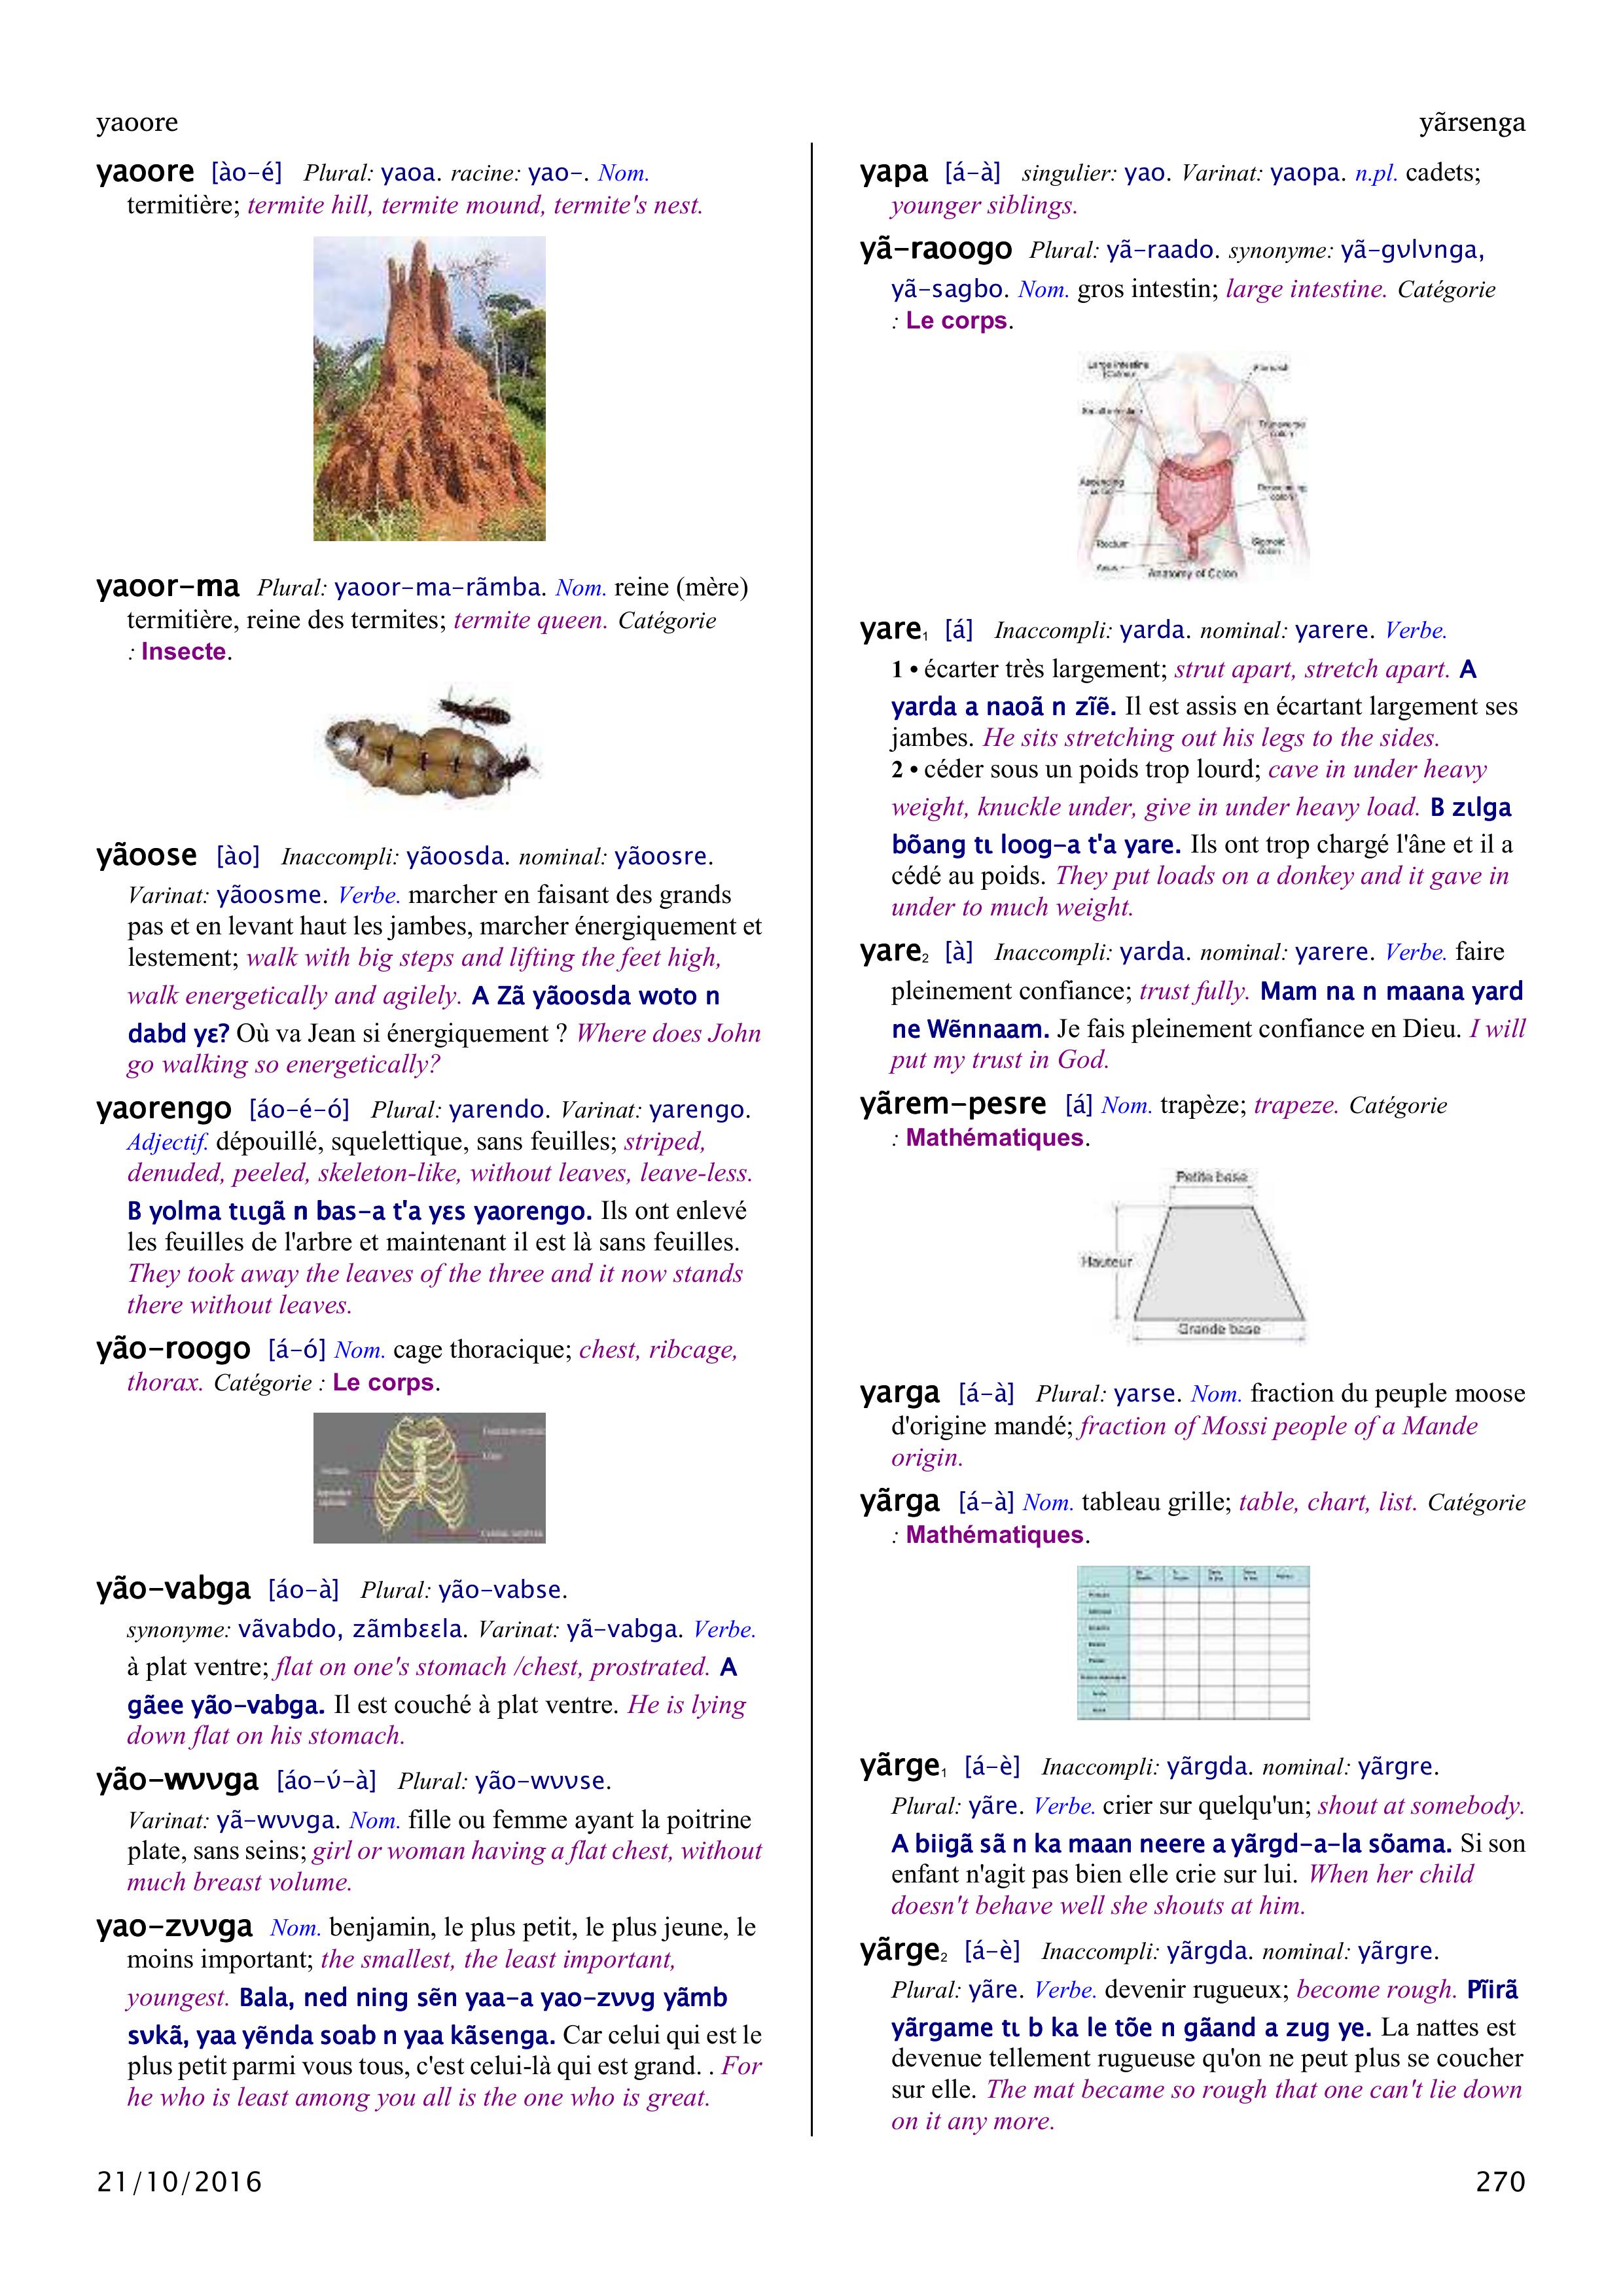 yaoore
yãrsenga
yaoore [ào-é] Plural: yaoa. racine: yao-. Nom.
termitière; termite hill, termite mound, termite's nest.
yaoor-ma Plural: yaoor-ma-rãmba. Nom. reine (mère)
termitière, reine des termites; termite queen. Catégorie
: Insecte.
yãoose [ào] Inaccompli: yãoosda. nominal: yãoosre.
Varinat: yãoosme. Verbe. marcher en faisant des grands
pas et en levant haut les jambes, marcher énergiquement et
lestement; walk with big steps and lifting the feet high,
walk energetically and agilely. A Zã yãoosda woto n
dabd yɛ? Où va Jean si énergiquement ? Where does John
go walking so energetically?
yaorengo [áo-é-ó] Plural: yarendo. Varinat: yarengo.
Adjectif. dépouillé, squelettique, sans feuilles; striped,
denuded, peeled, skeleton-like, without leaves, leave-less.
B yolma tɩɩgã n bas-a t'a yɛs yaorengo. Ils ont enlevé
les feuilles de l'arbre et maintenant il est là sans feuilles.
They took away the leaves of the three and it now stands
there without leaves.
yão-roogo [á-ó] Nom. cage thoracique; chest, ribcage,
thorax. Catégorie : Le corps.
yão-vabga [áo-à] Plural: yão-vabse.
synonyme: vãvabdo, zãmbɛɛla. Varinat: yã-vabga. Verbe.
à plat ventre; flat on one's stomach /chest, prostrated. A
gãee yão-vabga. Il est couché à plat ventre. He is lying
down flat on his stomach.
yão-wʋʋga [áo-ʋ́-à] Plural: yão-wʋʋse.
Varinat: yã-wʋʋga. Nom. fille ou femme ayant la poitrine
plate, sans seins; girl or woman having a flat chest, without
much breast volume.
yao-zʋʋga Nom. benjamin, le plus petit, le plus jeune, le
moins important; the smallest, the least important,
youngest. Bala, ned ning sẽn yaa-a yao-zʋʋg yãmb
sʋkã, yaa yẽnda soab n yaa kãsenga. Car celui qui est le
plus petit parmi vous tous, c'est celui-là qui est grand. . For
he who is least among you all is the one who is great.
yapa [á-à] singulier: yao. Varinat: yaopa. n.pl. cadets;
younger siblings.
yã-raoogo Plural: yã-raado. synonyme: yã-gʋlʋnga,
yã-sagbo. Nom. gros intestin; large intestine. Catégorie
: Le corps.
Large intestine
(Colon)
Stomach
Small intestine
Transverse
colon
Ascending
colon
Descending
colon
Rectum
Sigmoid
colon
Anus
Anatomy of Colon
yare₁ [á] Inaccompli: yarda. nominal: yarere. Verbe.
1 • écarter très largement; strut apart, stretch apart. A
yarda a naoã n zĩẽ. Il est assis en écartant largement ses
jambes. He sits stretching out his legs to the sides.
2 • céder sous un poids trop lourd; cave in under heavy
weight, knuckle under, give in under heavy load. B zɩlga
bõang tɩ loog-a t'a yare. Ils ont trop chargé l'âne et il a
cédé au poids. They put loads on a donkey and it gave in
under to much weight.
yare₂ [à] Inaccompli: yarda. nominal: yarere. Verbe. faire
pleinement confiance; trust fully. Mam na n maana yard
ne Wẽnnaam. Je fais pleinement confiance en Dieu. I will
put my trust in God.
yãrem-pesre [á] Nom. trapèze; trapeze. Catégorie
: Mathématiques.
Petite base
Hauteur
Grande base
yarga [á-à] Plural: yarse. Nom. fraction du peuple moose
d'origine mandé; fraction of Mossi people of a Mande
origin.
yãrga [á-à] Nom. tableau grille; table, chart, list. Catégorie
: Mathématiques.
yãrge₁ [á-è] Inaccompli: yãrgda. nominal: yãrgre.
Plural: yãre. Verbe. crier sur quelqu'un; shout at somebody.
A biigã sã n ka maan neere a yãrgd-a-la sõama. Si son
enfant n'agit pas bien elle crie sur lui. When her child
doesn't behave well she shouts at him.
yãrge₂ [á-è] Inaccompli: yãrgda. nominal: yãrgre.
Plural: yãre. Verbe. devenir rugueux; become rough. Pĩirã
yãrgame tɩ b ka le tõe n gãand a zug ye. La nattes est
devenue tellement rugueuse qu'on ne peut plus se coucher
sur elle. The mat became so rough that one can't lie down
on it any more.
21/10/2016
270